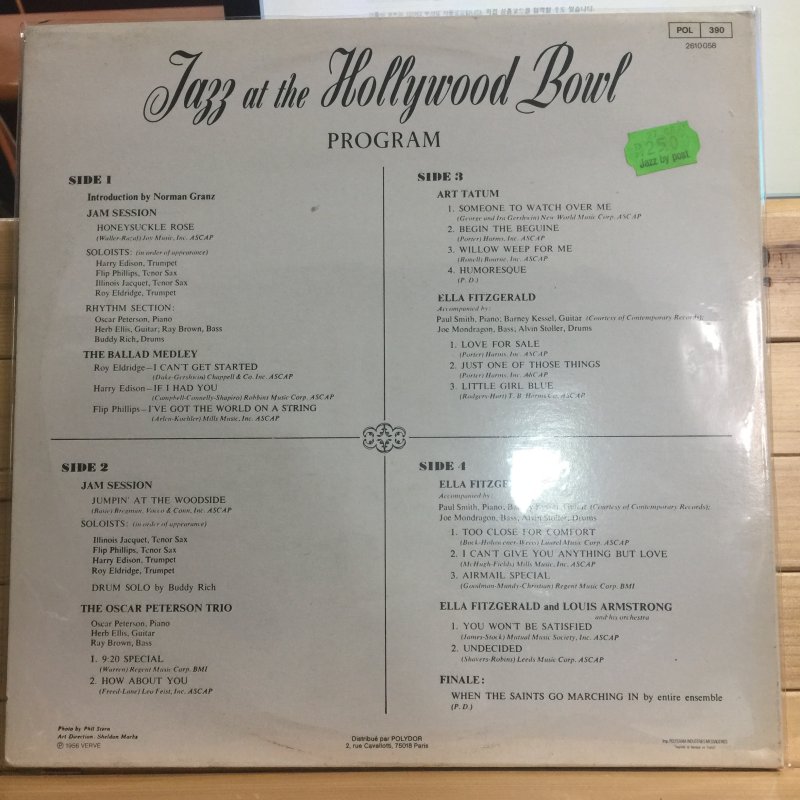 POL 390
2610058
Jazz at the Hollywood Bowl
PROGRAM
Jazz by post
SIDE 1
Introduction by Norman Granz
JAM SESSION
HONEYSUCKLE ROSE
(Waller-Razaf) Joy Music, Inc. ASCAP
SOLOISTS: (in order of appearance)
Harry Edison, Trumpet
Flip Phillips, Tenor Sax
Illinois Jacquet, Tenor Sax
Roy Eldridge, Trumpet
RHYTHM SECTION:
Oscar Peterson, Piano
Herb Ellis, Guitar; Ray Brown, Bass
Buddy Rich, Drums
THE BALLAD MEDLEY
Roy Eldridge—I CAN'T GET STARTED
(Duke-Gershwin) Chappell & Co. Inc. ASCAP
Harry Edison—IF I HAD YOU
(Campbell-Connelly-Shapiro) Robbins Music Corp. ASCAP
Flip Phillips—I'VE GOT THE WORLD ON A STRING
(Arlen-Koehler) Mills Music, Inc. ASCAP
SIDE 2
JAM SESSION
JUMPIN' AT THE WOODSIDE
(Basie) Bregman, Vocco & Conn, Inc. ASCAP
SOLOISTS: (in order of appearance)
Illinois Jacquet, Tenor Sax
Flip Phillips, Tenor Sax
Harry Edison, Trumpet
Roy Eldridge, Trumpet
DRUM SOLO by Buddy Rich
THE OSCAR PETERSON TRIO
Oscar Peterson, Piano
Herb Ellis, Guitar
Ray Brown, Bass
1. 9:20 SPECIAL
(Warren) Regent Music Corp. BMI
2. HOW ABOUT YOU
(Freed-Lane) Leo Feist, Inc. ASCAP
SIDE 3
ART TATUM
1. SOMEONE TO WATCH OVER ME
(George and Ira Gershwin) New World Music Corp. ASCAP
2. BEGIN THE BEGUINE
(Porter) Harms, Inc. ASCAP
3. WILLOW WEEP FOR ME
(Ronell) Bourne, Inc. ASCAP
4. HUMORESQUE
(P. D.)
ELLA FITZGERALD
Accompanied by:
Paul Smith, Piano; Barney Kessel, Guitar (Courtesy of Contemporary Records);
Joe Mondragon, Bass, Alvin Stoller, Drums
1. LOVE FOR SALE
(Porter) Harms, Inc. ASCAP
2. JUST ONE OF THOSE THINGS
(Porter) Harms, Inc. ASCAP
3. LITTLE GIRL BLUE
(Rodgers-Hart) T. B. Harms Co. ASCAP
SIDE 4
ELLA
Accompanied by:
Paul Smith, Piano, (Courtesy of Contemporary Records);
Joe Mondragon, Bass, Alvin Stoller, Drums
1. TOO CLOSE FOR COMFORT
(Bock-Holofcener-Weiss) Laurel Music Corp. ASCAP
2. I CAN'T GIVE YOU ANYTHING BUT LOVE
(McHugh-Fields) Mills Music, Inc. ASCAP
3. AIRMAIL SPECIAL
(Goodman-Mundy-Christian) Regent Music Corp. BMI
ELLA FITZGERALD and LOUIS ARMSTRONG
and his orchestra
1. YOU WON'T BE SATISFIED
(James-Stock) Mutual Music Society, Inc. ASCAP
2. UNDECIDED
(Shavers-Robins) Leeds Music Corp. ASCAP
FINALE:
WHEN THE SAINTS GO MARCHING IN by entire ensemble
(P. D.)
Photo by Phil Stern
Art Direction: Sheldon Marks
℗ 1956 VERVE
Distribué par POLYDOR
2, rue Cavallotti, 75018 Paris